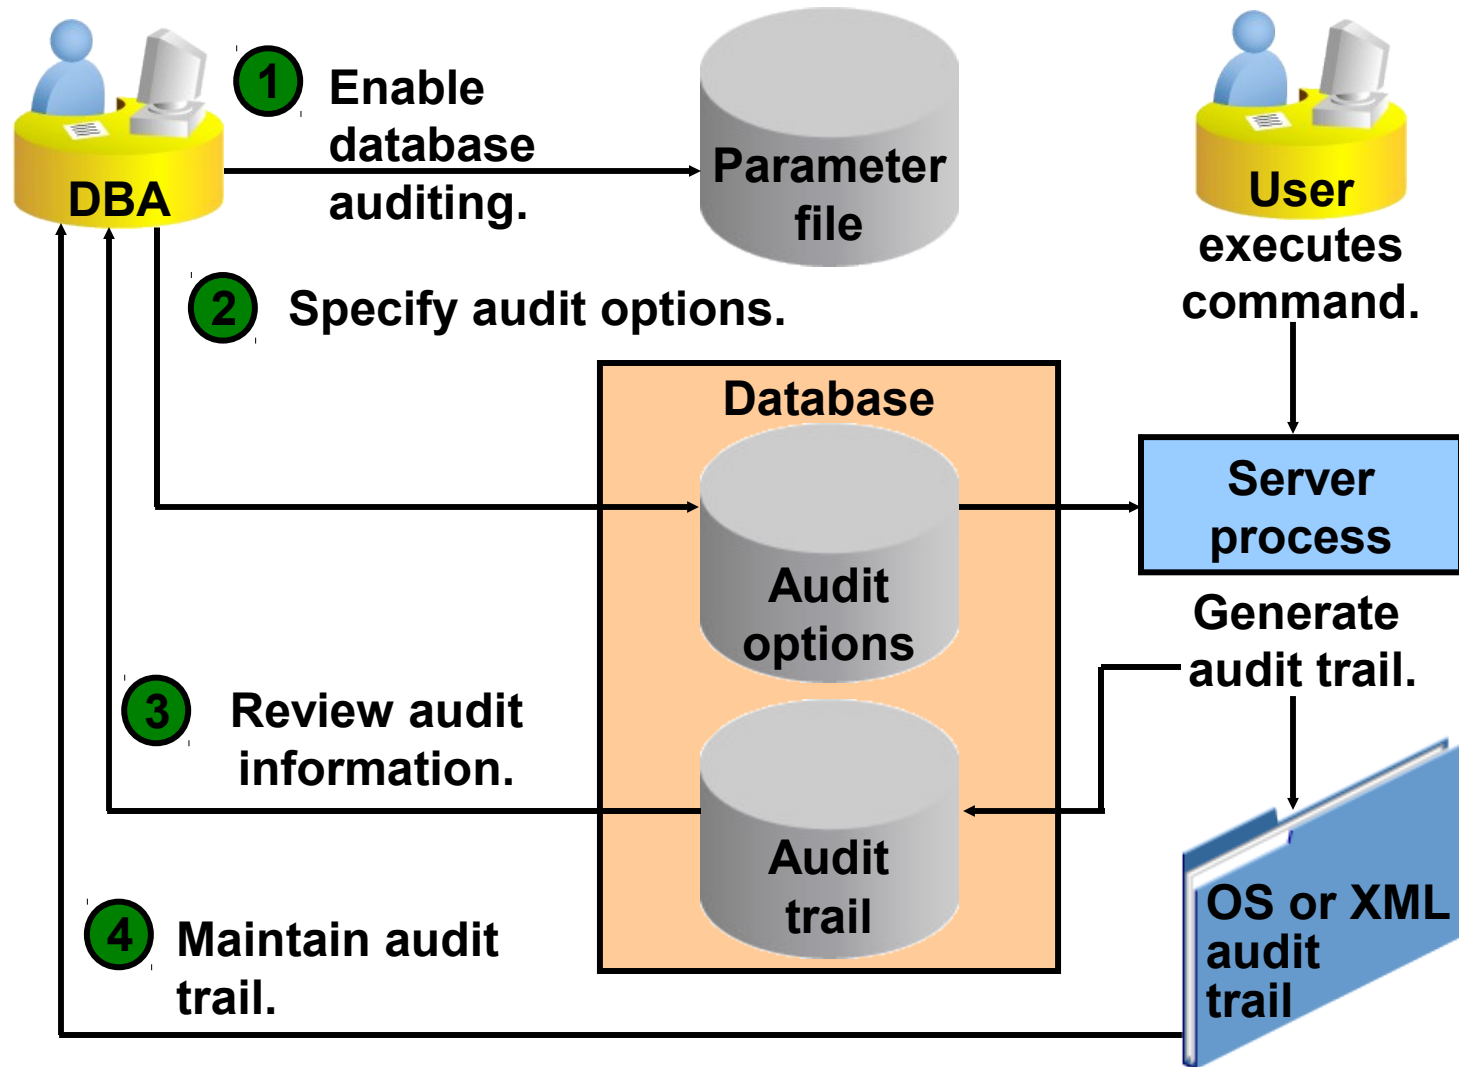 1
Enable
database
auditing.
DBA
Parameter
file
User
executes
command.
2
Specify audit options.
Database
Audit
options
Server
process
Generate
audit trail.
3
Review audit
information.
Audit
trail
4
Maintain audit
trail.
OS or XML
audit
trail